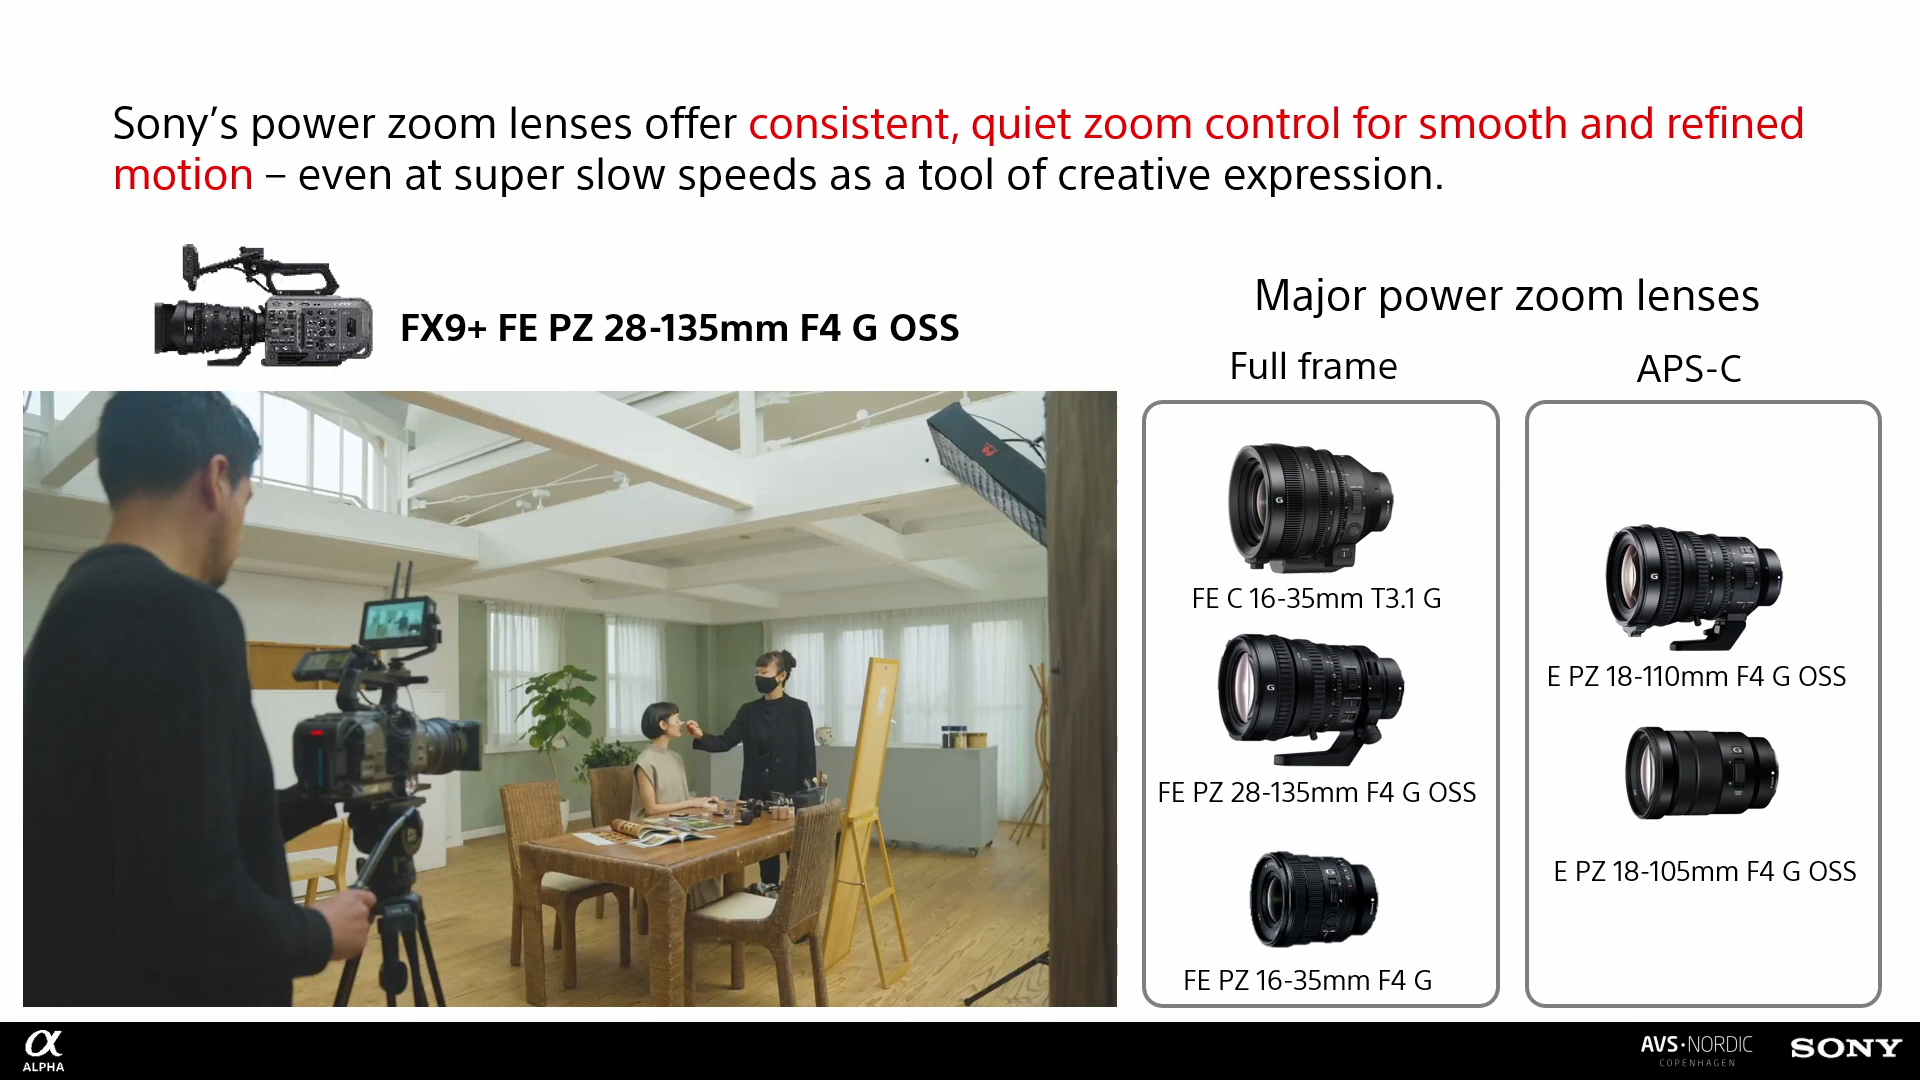 Sony's power zoom lenses offer consistent, quiet zoom control for smooth and refined
motion – even at super slow speeds as a tool of creative expression.
FX9+ FE PZ 28-135mm F4 G OSS
Major power zoom lenses
Full frame
APS-C
FE C 16-35mm T3.1 G
FE PZ 28-135mm F4 G OSS
FE PZ 16-35mm F4 G
E PZ 18-110mm F4 G OSS
E PZ 18-105mm F4 G OSS
α
ALPHA
AVS·NORDIC
COPENHAGEN
SONY